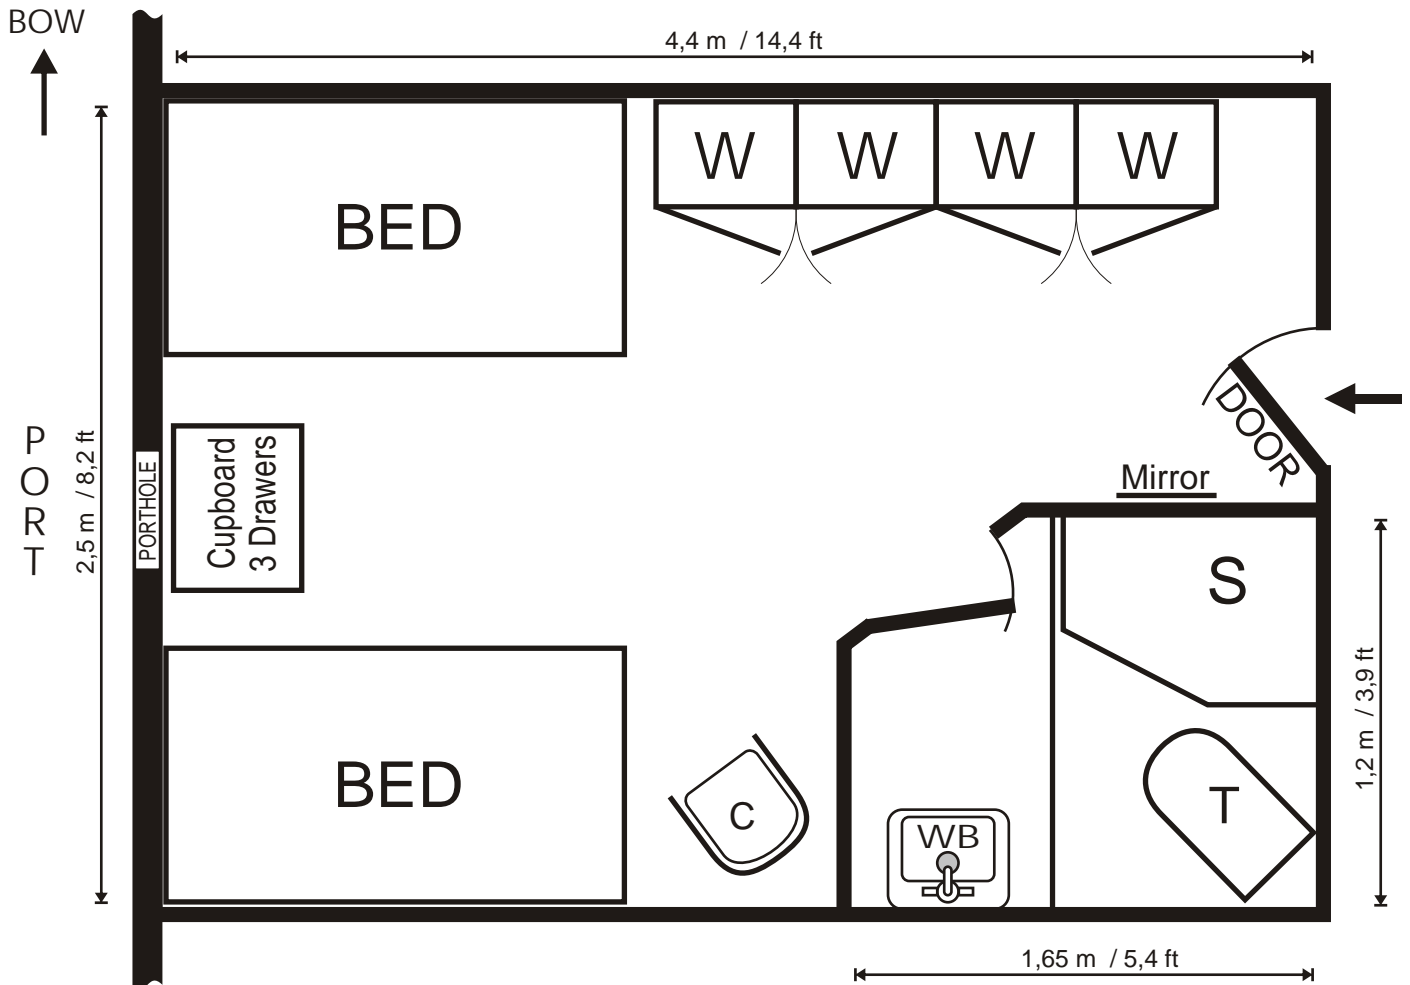 BOW
4,4 m / 14,4 ft
W W W W
BED
DOOR
PORT
2,5 m / 8,2 ft
PORTHOLE
Cupboard
3 Drawers
Mirror
S
1,2 m / 3,9 ft
BED
C
WB
T
1,65 m / 5,4 ft